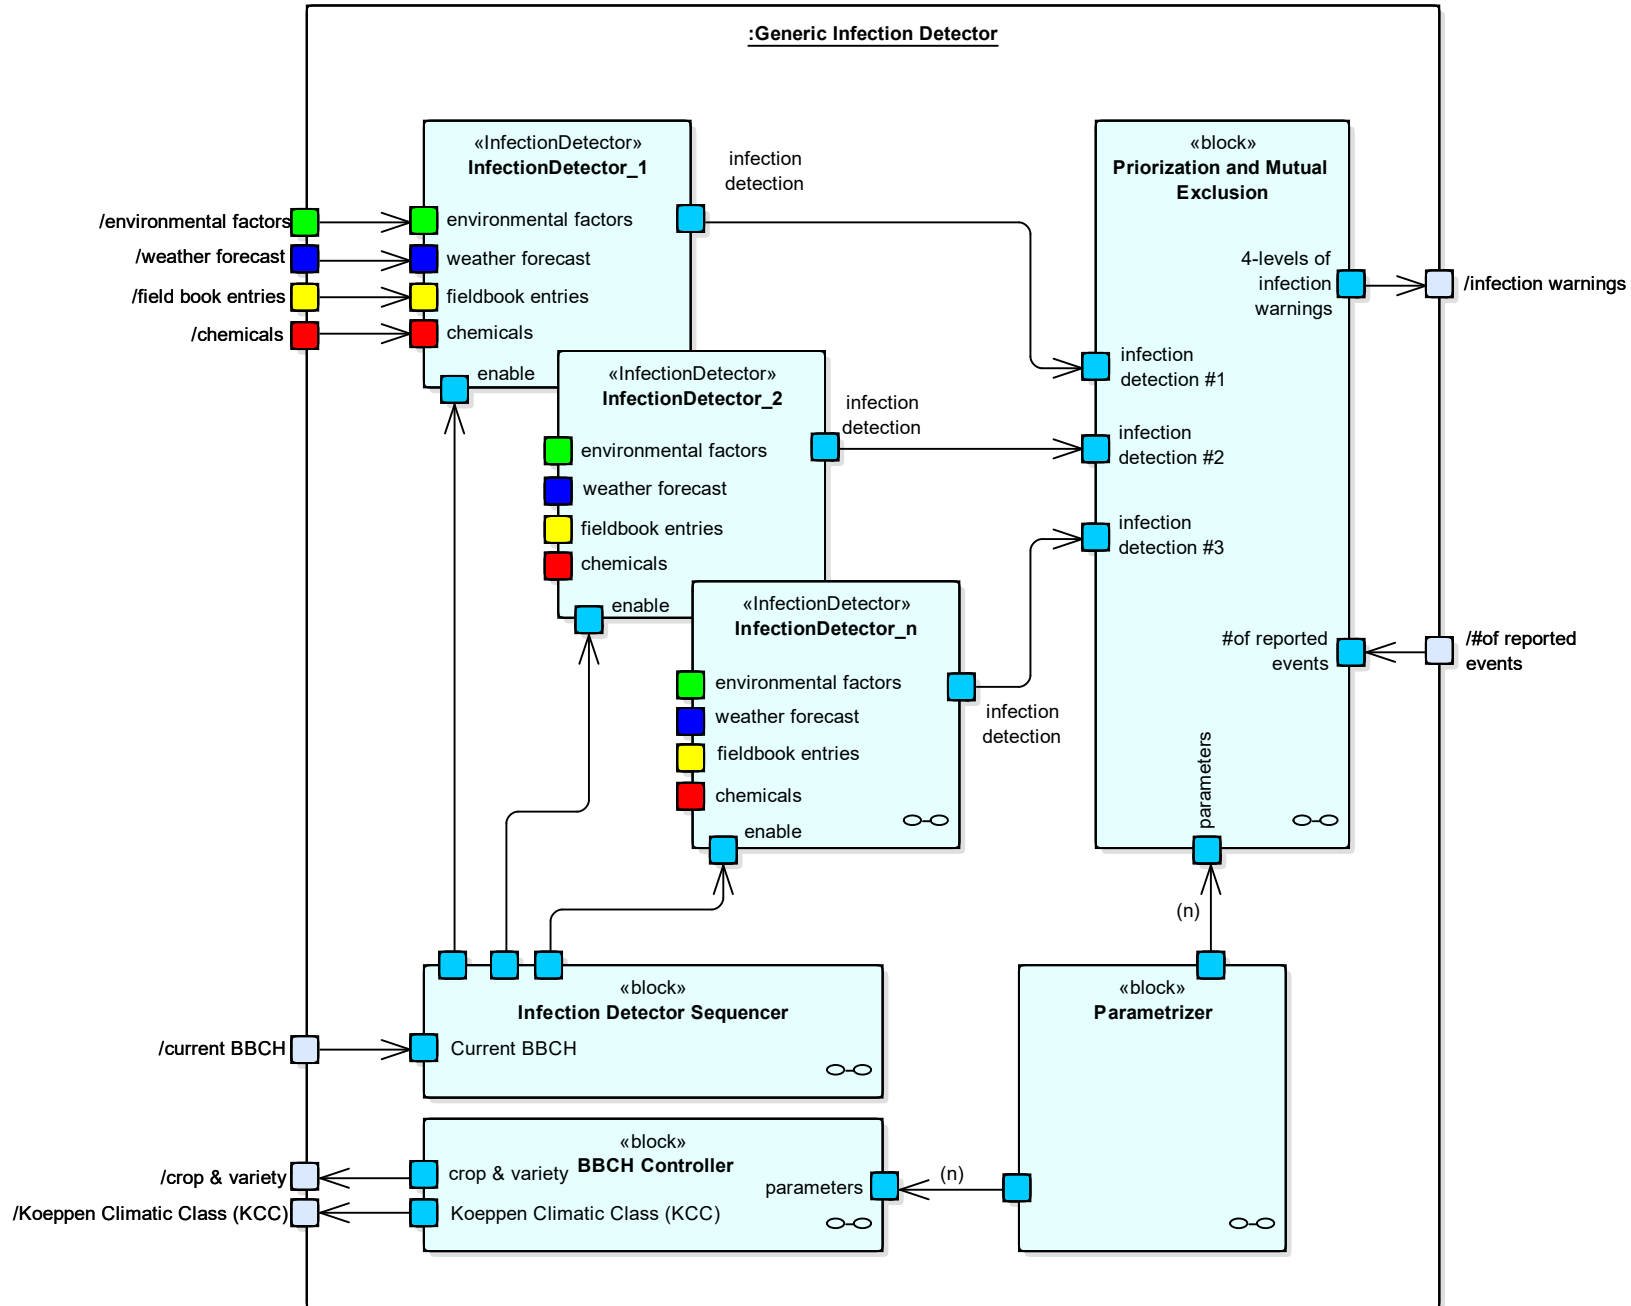 :Generic Infection Detector
«InfectionDetector»
InfectionDetector_1
/environmental factors
/weather forecast
/field book entries
/chemicals
environmental factors
weather forecast
fieldbook entries
chemicals
enable
infection
detection
«InfectionDetector»
InfectionDetector_2
environmental factors
weather forecast
fieldbook entries
chemicals
enable
infection
detection
«InfectionDetector»
InfectionDetector_n
environmental factors
weather forecast
fieldbook entries
chemicals
enable
infection
detection
«block»
Priorization and Mutual
Exclusion
4-levels of
infection
warnings
/infection warnings
infection
detection #1
infection
detection #2
infection
detection #3
#of reported
events
/#of reported
events
parameters
(n)
«block»
Infection Detector Sequencer
/current BBCH
Current BBCH
«block»
Parametrizer
«block»
BBCH Controller
/crop & variety
crop & variety
/Koeppen Climatic Class (KCC)
Koeppen Climatic Class (KCC)
parameters
(n)